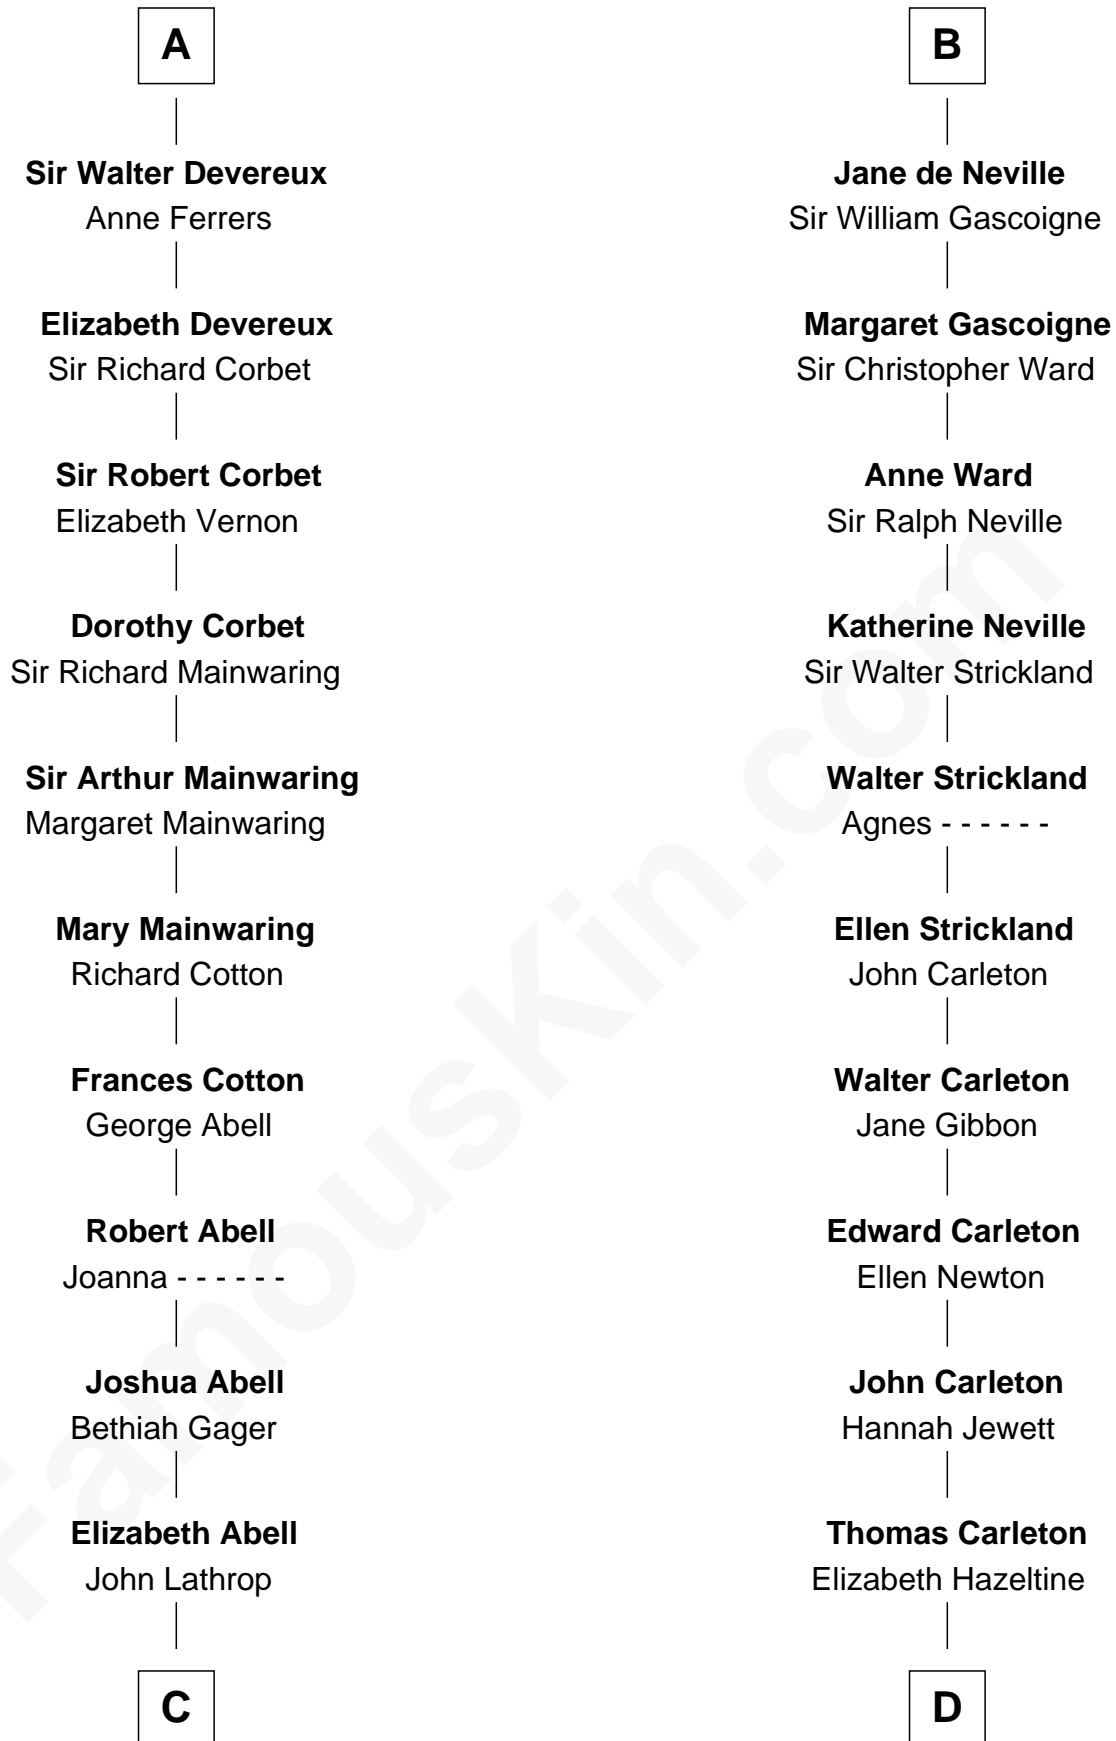 A
Sir Walter Devereux
Anne Ferrers
Elizabeth Devereux
Sir Richard Corbet
Sir Robert Corbet
Elizabeth Vernon
Dorothy Corbet
Sir Richard Mainwaring
Sir Arthur Mainwaring
Margaret Mainwaring
Mary Mainwaring
Richard Cotton
Frances Cotton
George Abell
Robert Abell
Joanna - - - - - -
Joshua Abell
Bethiah Gager
Elizabeth Abell
John Lathrop
C
B
Jane de Neville
Sir William Gascoigne
Margaret Gascoigne
Sir Christopher Ward
Anne Ward
Sir Ralph Neville
Katherine Neville
Sir Walter Strickland
Walter Strickland
Agnes - - - - - -
Ellen Strickland
John Carleton
Walter Carleton
Jane Gibbon
Edward Carleton
Ellen Newton
John Carleton
Hannah Jewett
Thomas Carleton
Elizabeth Hazeltine
D
FamousKin.com